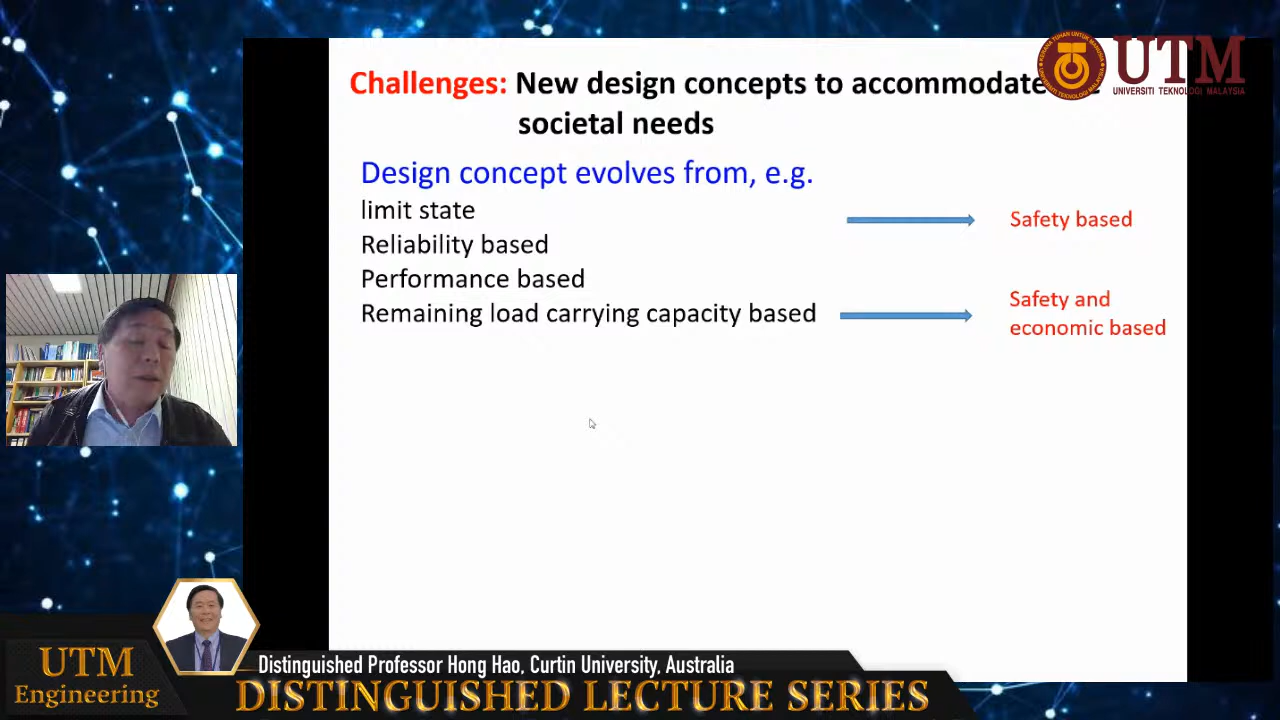 Challenges: New design concepts to accommodate
societal needs
Design concept evolves from, e.g.
limit state
Safety based
Reliability based
Performance based
Remaining load carrying capacity based
Safety and
economic based
UTM
UNIVERSITI TEKNOLOGI MALAYSIA
UTM
Engineering
Distinguished Professor Hong Hao, Curtin University, Australia
DISTINGUISHED LECTURE SERIES